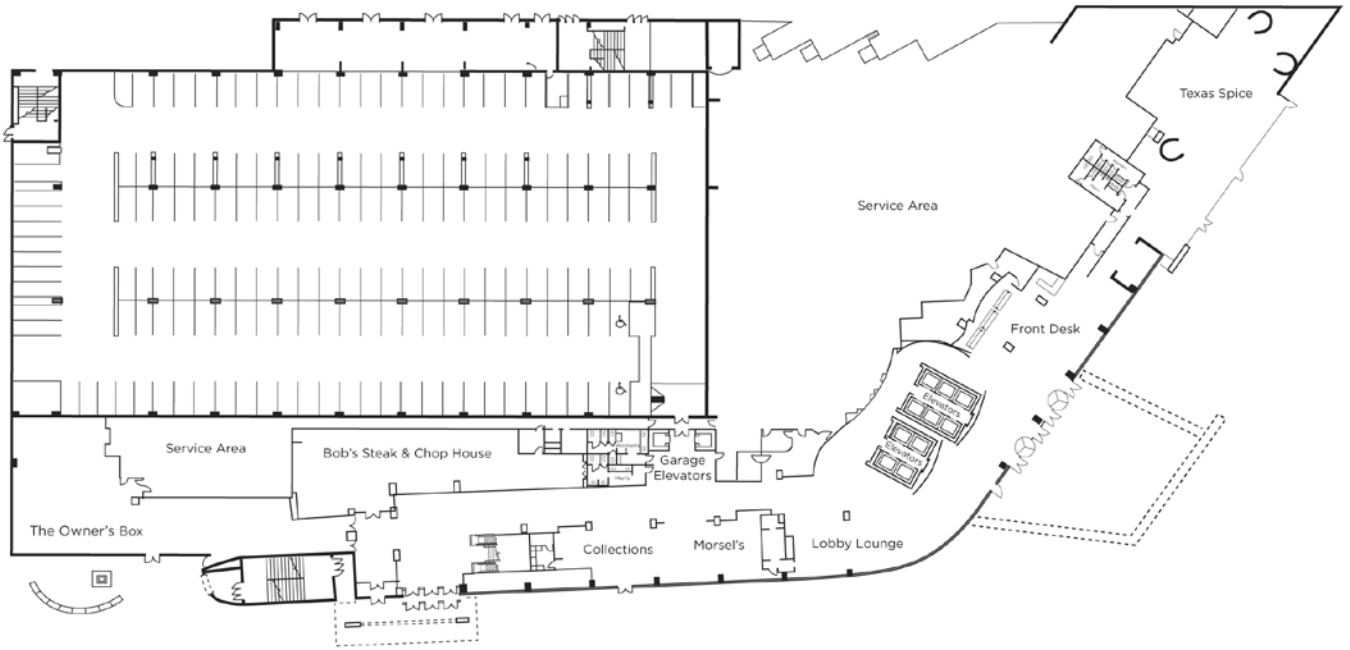 Texas Spice
Service Area
Front Desk
Elevators
Elevators
Service Area
Bob's Steak & Chop House
Garage
Elevators
The Owner's Box
Collections
Morsel's
Lobby Lounge